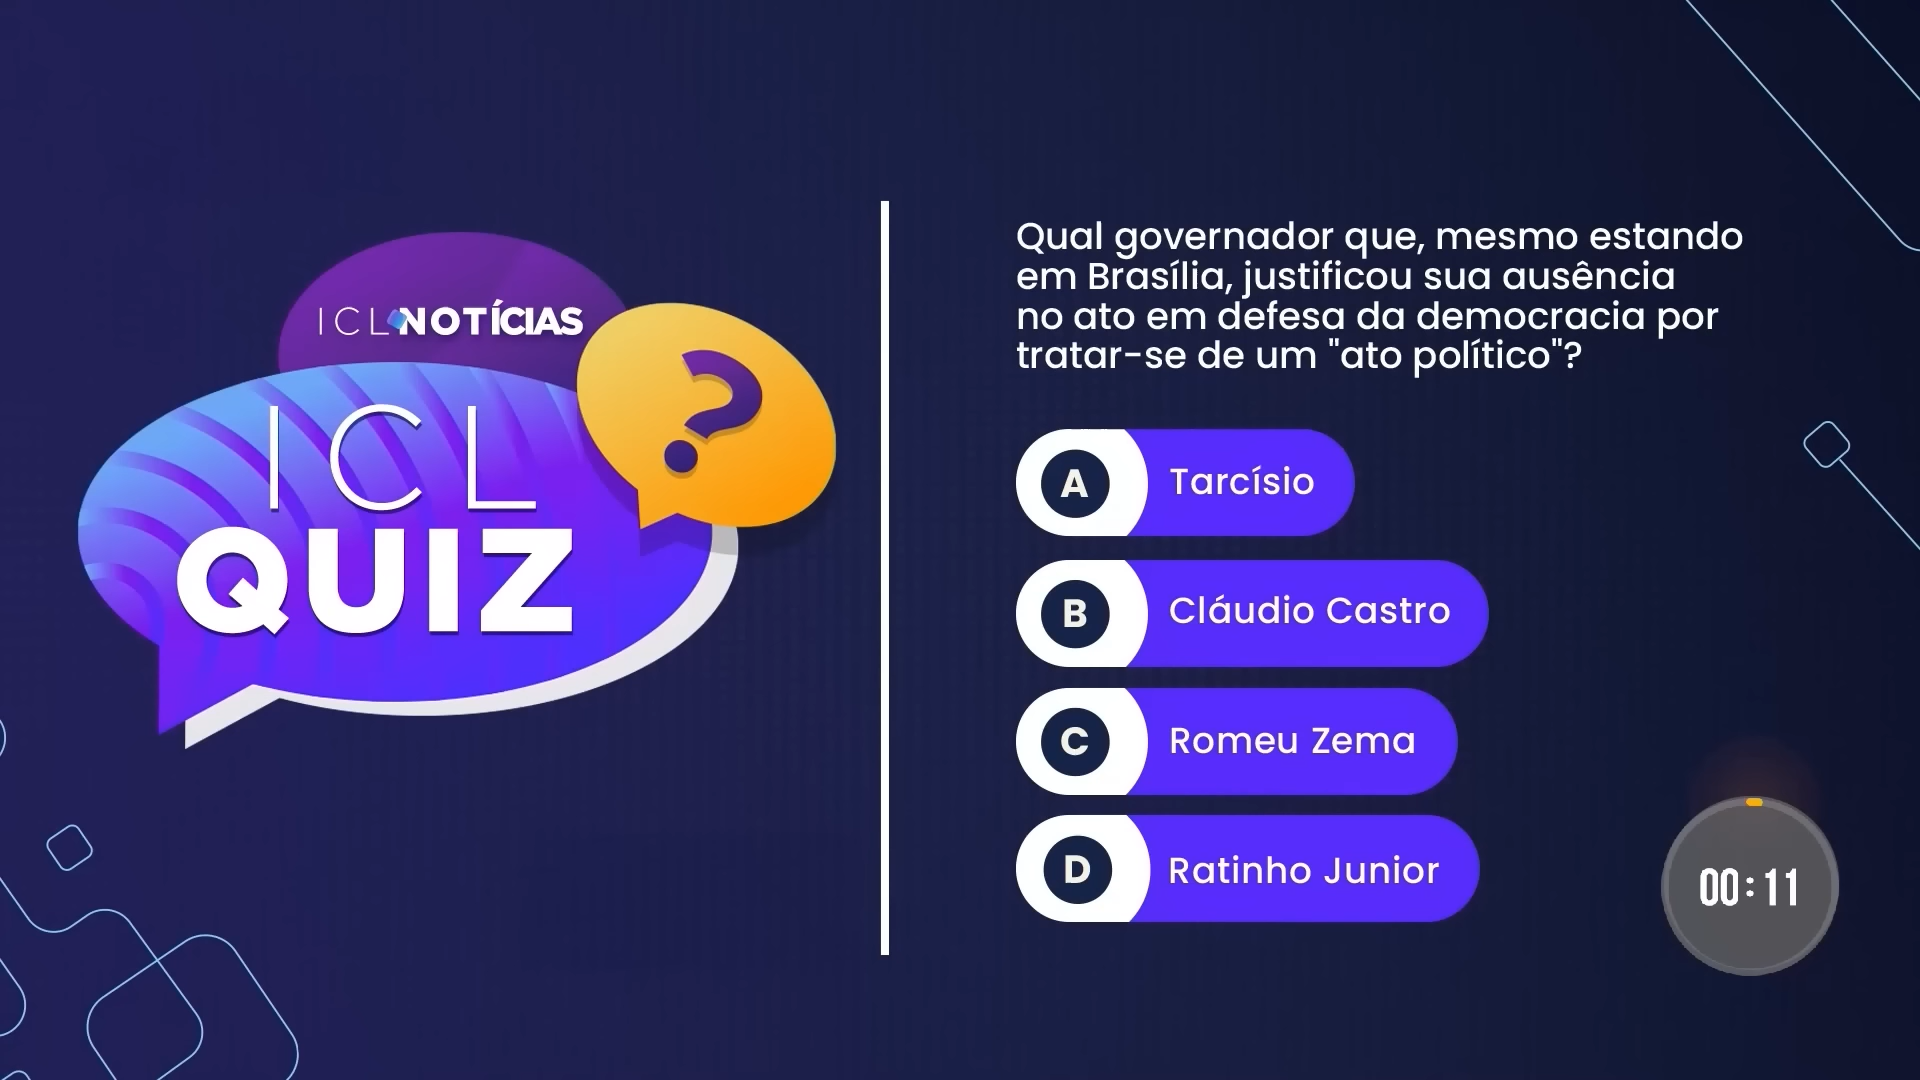 ICL NOTÍCIAS
ICL
QUIZ
?
Qual governador que, mesmo estando
em Brasília, justificou sua ausência
no ato em defesa da democracia por
tratar-se de um "ato político"?
A Tarcísio
B Cláudio Castro
C Romeu Zema
D Ratinho Junior
00:11